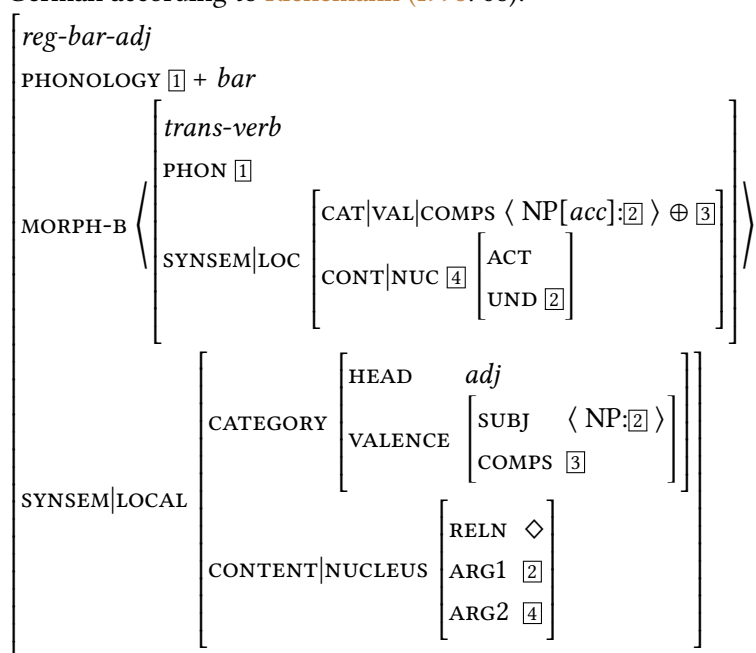 German according to Riehemann
reg-bar-adj
PHONOLOGY 1 + bar
trans-verb
PHON 1
MORPH-B ⟨
CAT|VAL|COMPS ⟨ NP[acc]:2 ⟩ ⊕ 3
SYNSEM|LOC
CONT|NUC 4
ACT
UND 2
⟩
HEAD adj
CATEGORY
VALENCE
SUBJ ⟨ NP:2 ⟩
COMPS 3
SYNSEM|LOCAL
RELN ◇
CONTENT|NUCLEUS
ARG1 2
ARG2 4